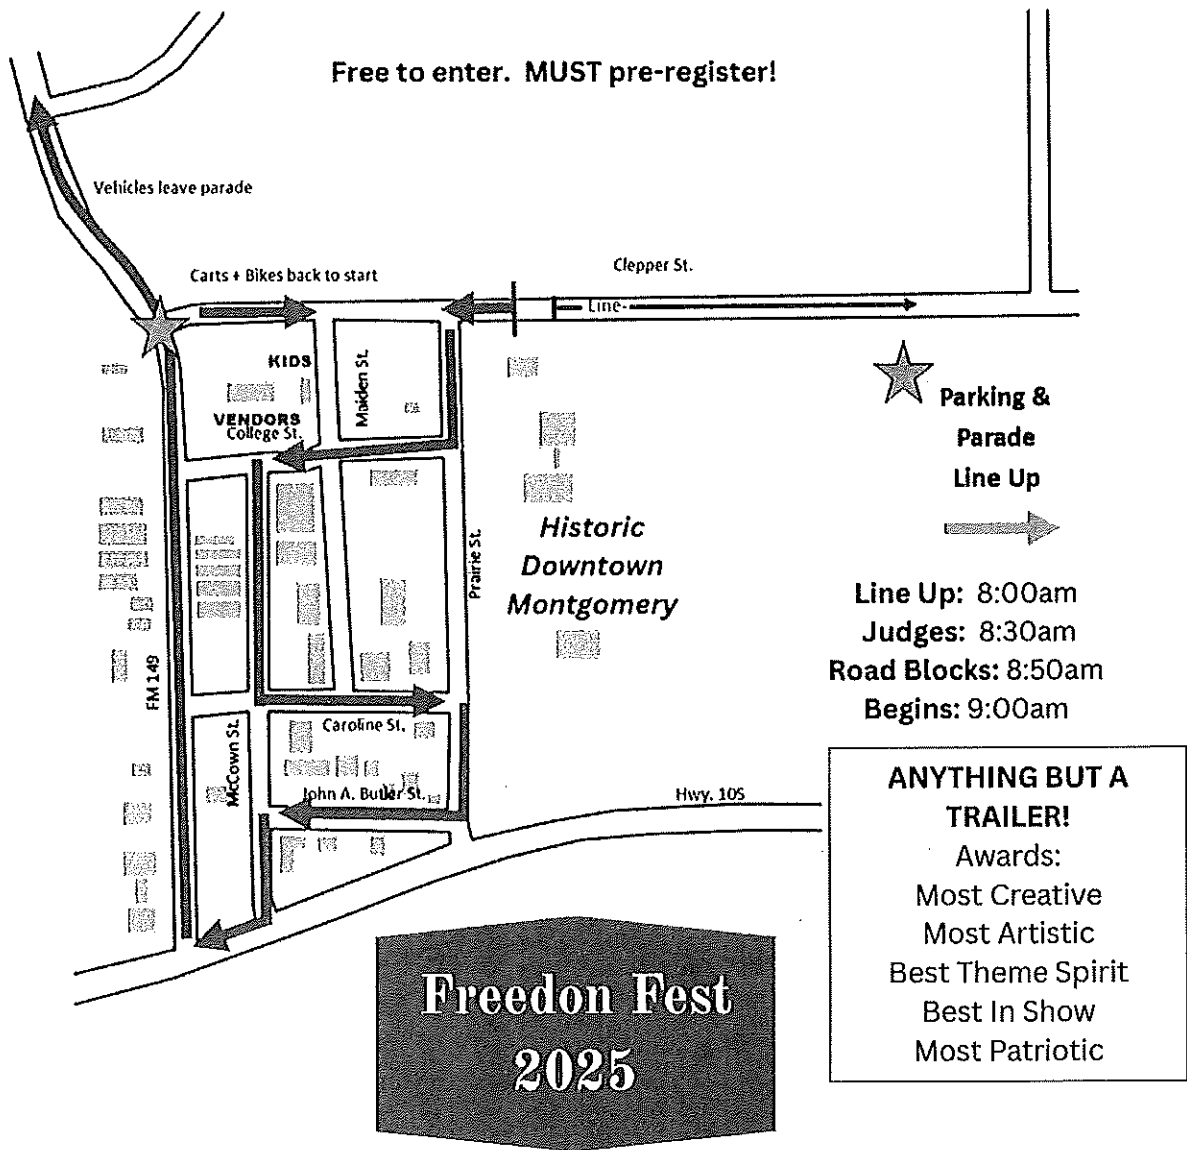 Free to enter.  MUST pre-register!
Vehicles leave parade
Carts + Bikes back to start
Clepper St.
Line-
KIDS
Maiden St.
VENDORS
College St.
Parking &
Parade
Line Up
Historic
Downtown
Montgomery
Prairie St.
Line Up:  8:00am
Judges:  8:30am
Road Blocks: 8:50am
Begins: 9:00am
FM 149
McCown St.
Caroline St.
John A. Butler St.
Hwy. 105
ANYTHING BUT A
TRAILER!
Awards:
Most Creative
Most Artistic
Best Theme Spirit
Best In Show
Most Patriotic
Freedon Fest
2025